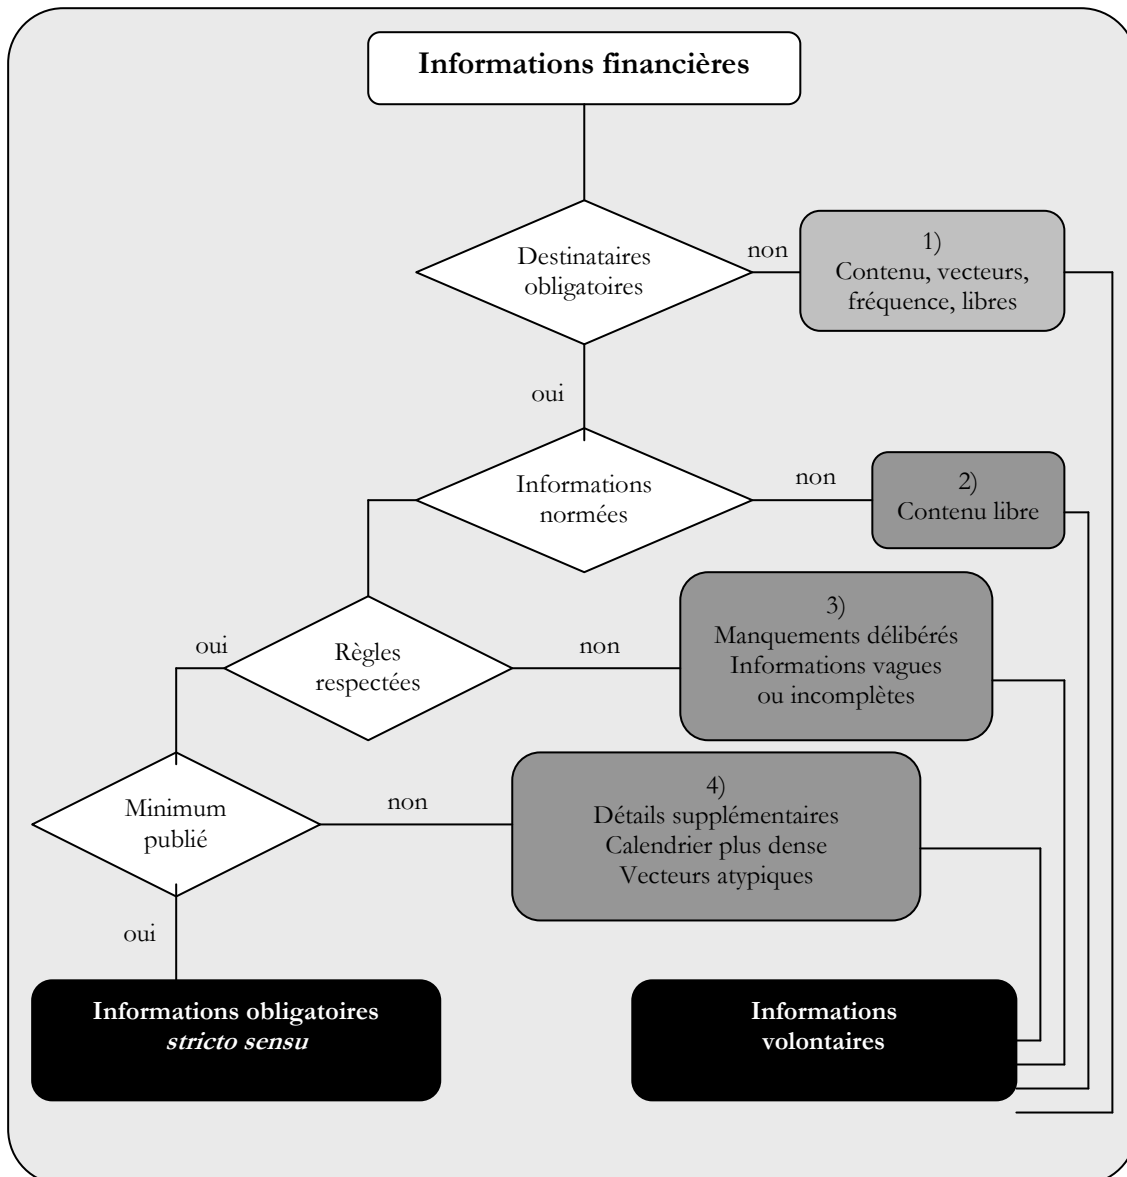 Informations financières
Destinataires
obligatoires
non
1)
Contenu, vecteurs,
fréquence, libres
oui
Informations
normées
non
2)
Contenu libre
oui
Règles
respectées
non
3)
Manquements délibérés
Informations vagues
ou incomplètes
Minimum
publié
non
4)
Détails supplémentaires
Calendrier plus dense
Vecteurs atypiques
oui
Informations obligatoires
stricto sensu
Informations
volontaires